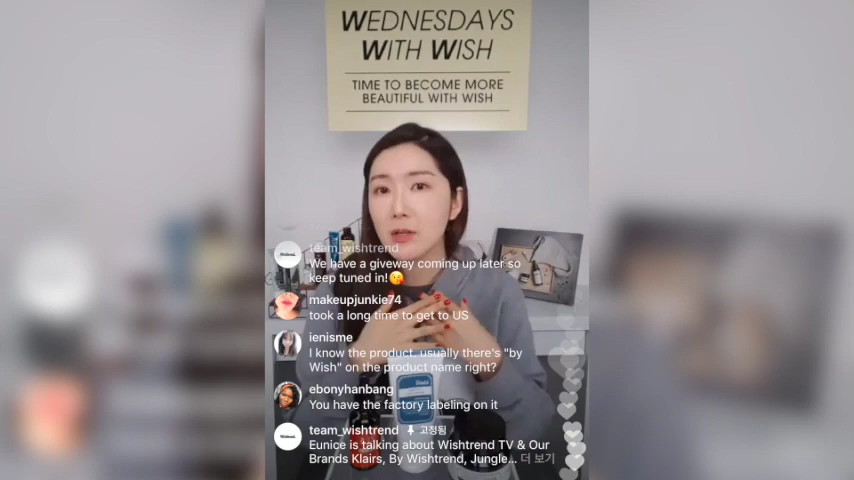 WEDNESDAYS
WITH WISH
TIME TO BECOME MORE
BEAUTIFUL WITH WISH
team_wishtrend
We have a giveway coming up later so
keep tuned in!😘
makeupjunkie74
took a long time to get to US
ienisme
I know the product. usually there's "by
Wish" on the product name right?
ebonyhanbang
You have the factory labeling on it
team_wishtrend 고정됨
Eunice is talking about Wishtrend TV & Our
Brands Klairs, By Wishtrend, Jungle... 더 보기